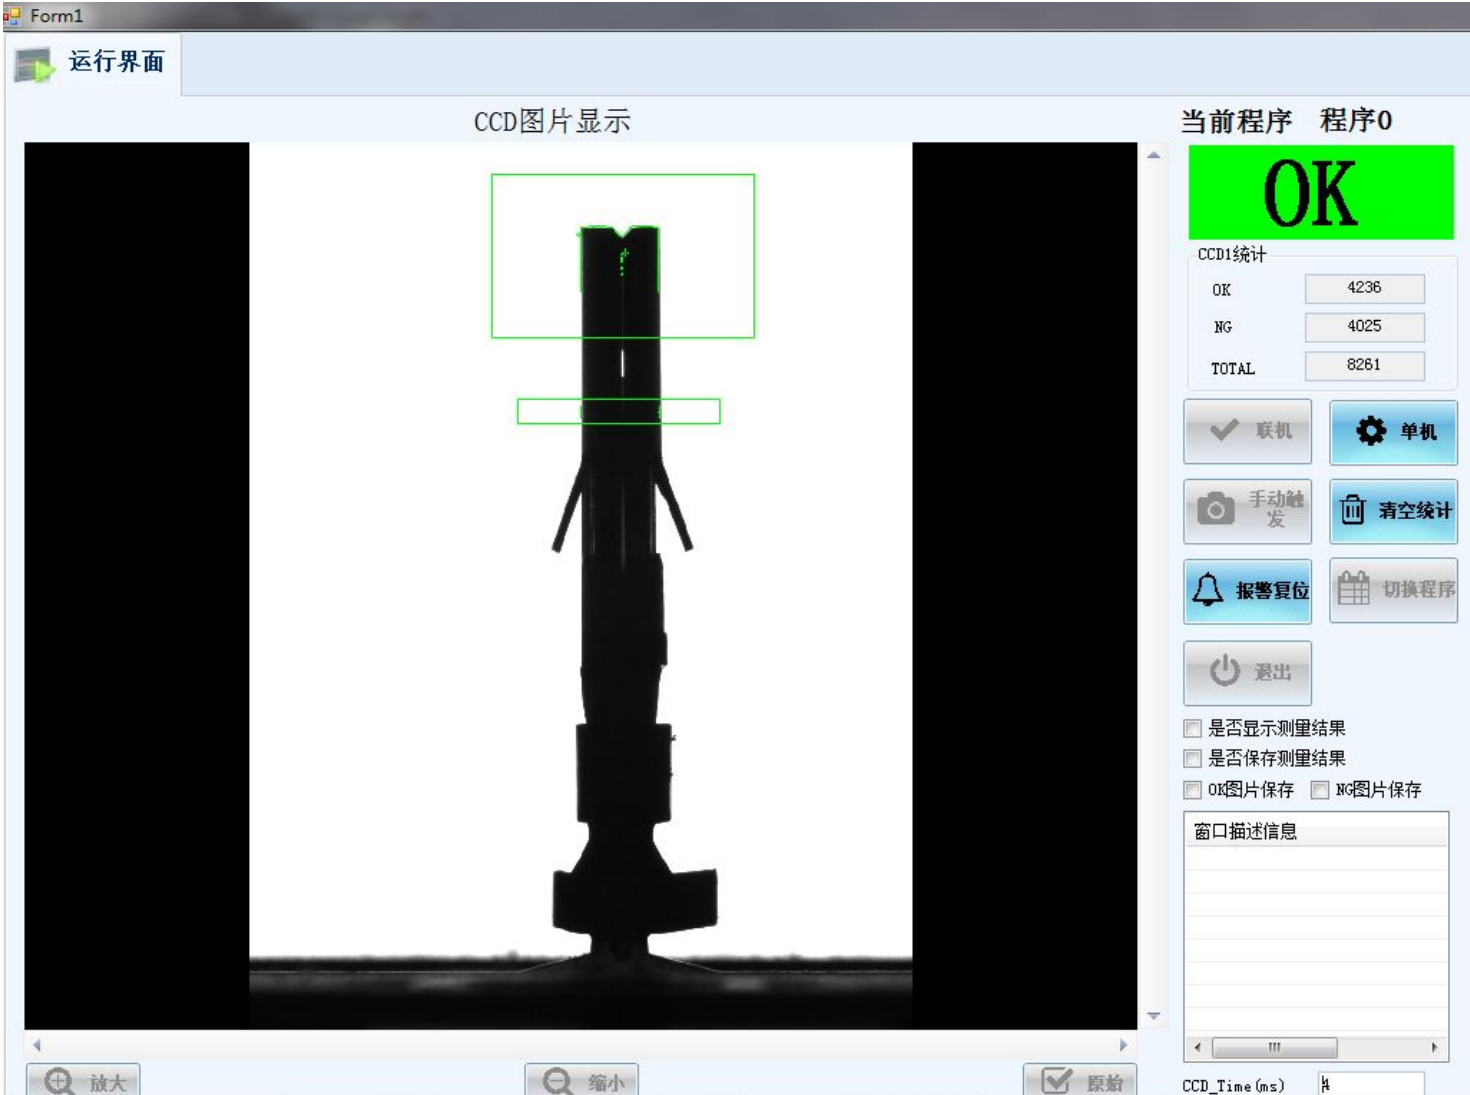 Form1
运行界面
CCD图片显示
当前程序 程序0
OK
CCD1统计
OK 4236
NG 4025
TOTAL 8261
联机 单机
手动触发 清空统计
报警复位 切换程序
退出
是否显示测量结果
是否保存测量结果
OK图片保存 NG图片保存
窗口描述信息
放大 缩小 原始
CCD_Time(ms)